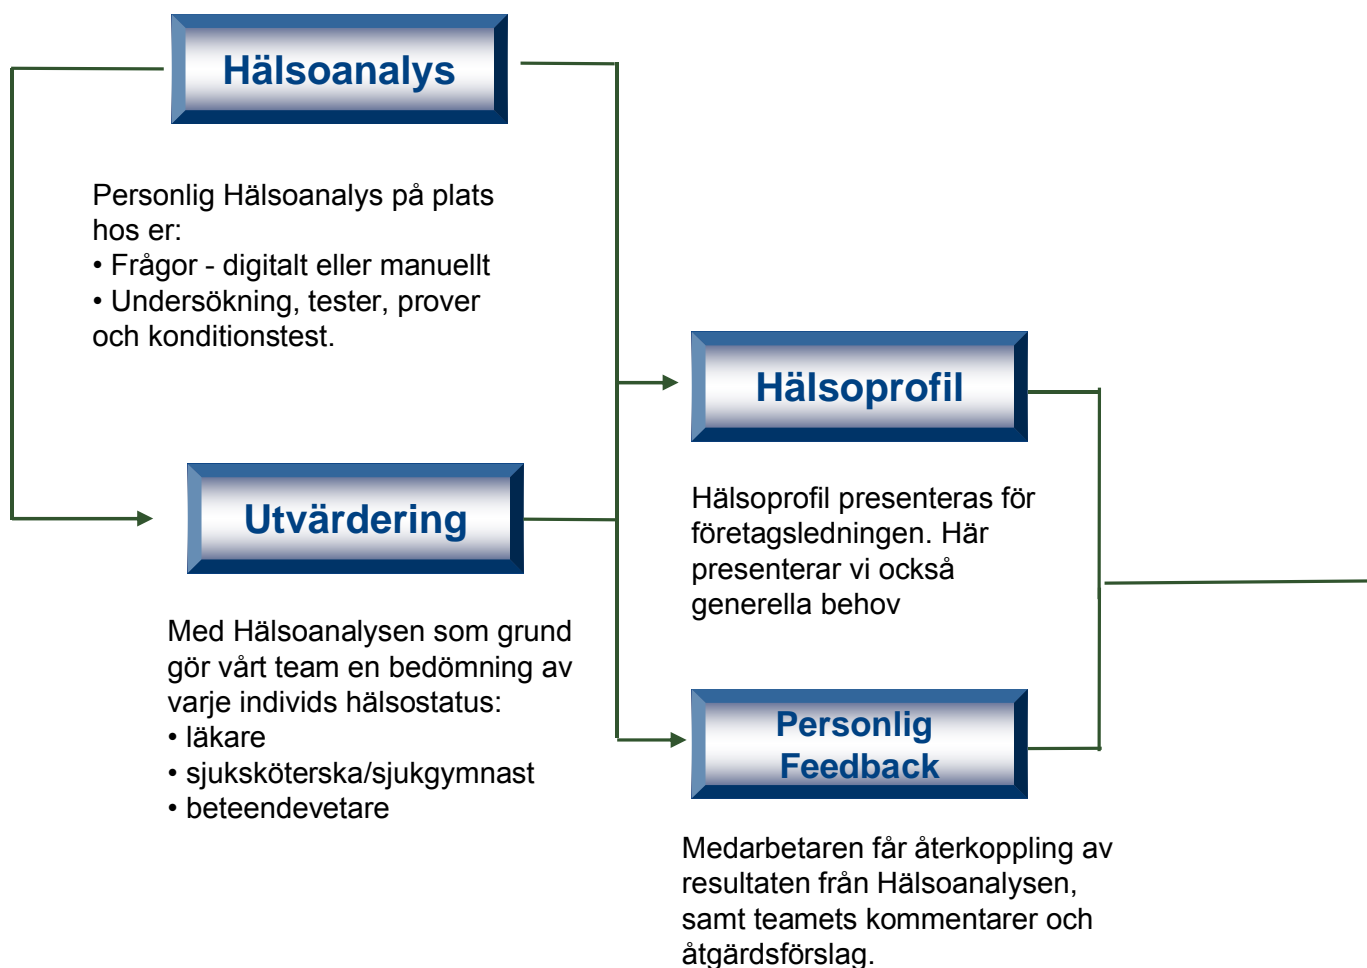 Hälsoanalys
Personlig Hälsoanalys på plats
hos er:
• Frågor - digitalt eller manuellt
• Undersökning, tester, prover
och konditionstest.
Utvärdering
Med Hälsoanalysen som grund
gör vårt team en bedömning av
varje individs hälsostatus:
• läkare
• sjuksköterska/sjukgymnast
• beteendevetare
Hälsoprofil
Hälsoprofil presenteras för
företagsledningen. Här
presenterar vi också
generella behov
Personlig
Feedback
Medarbetaren får återkoppling av
resultaten från Hälsoanalysen,
samt teamets kommentarer och
åtgärdsförslag.